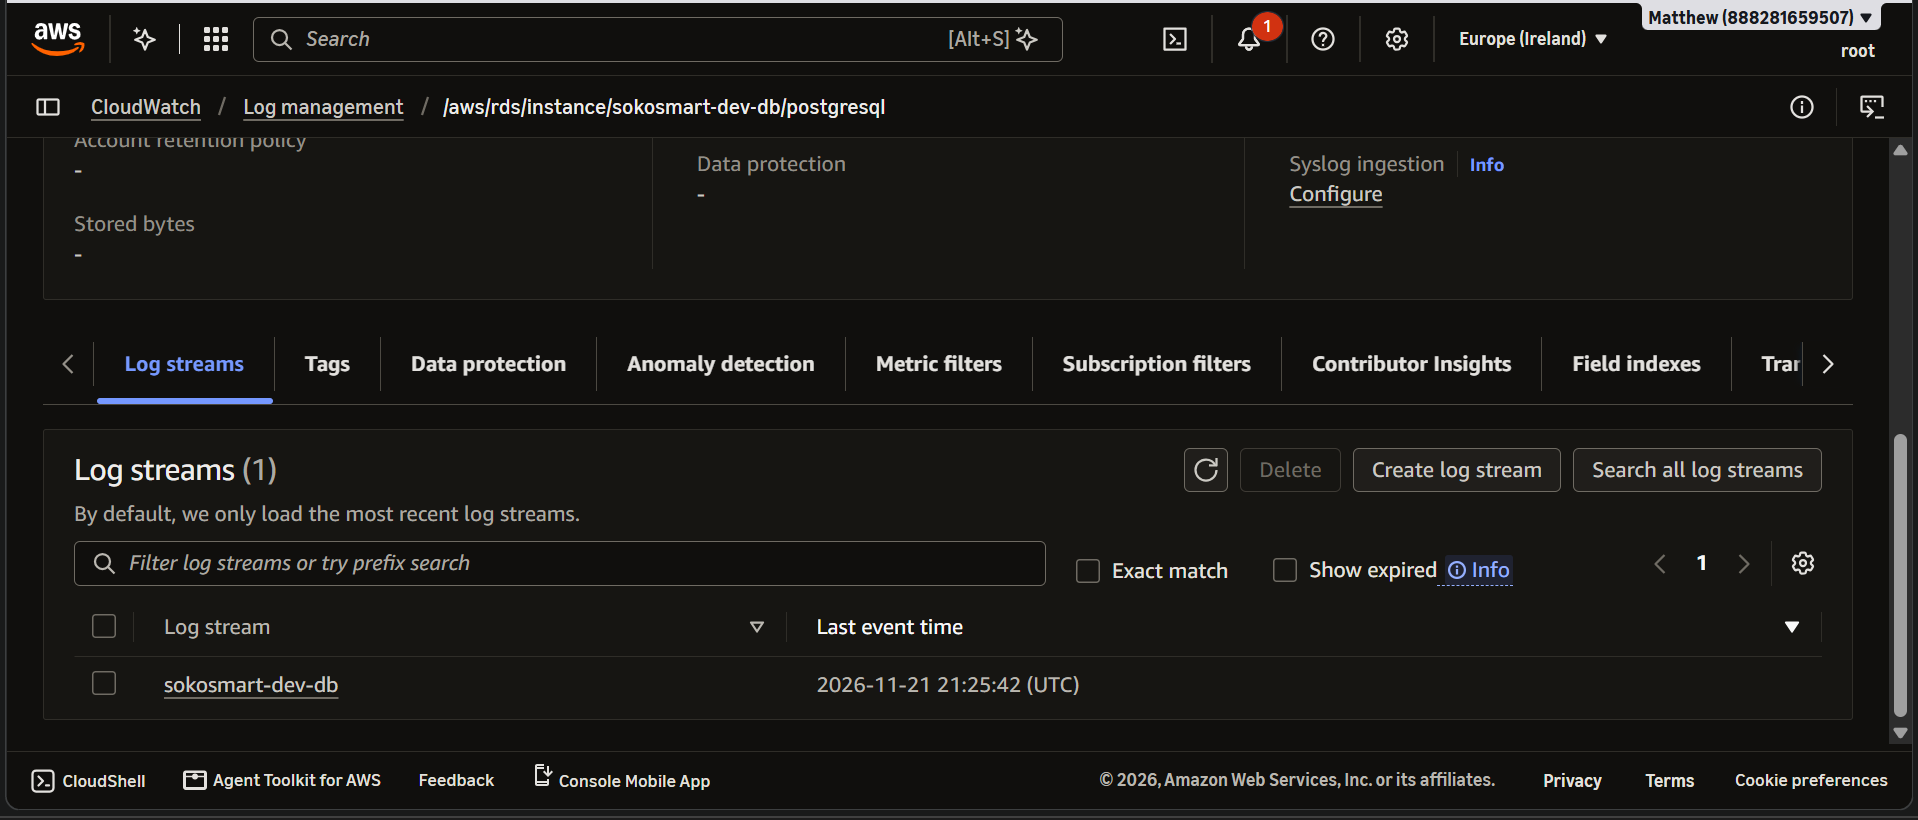 aws
Search
[Alt+S]
1
Europe (Ireland)
Matthew (888281659507)
root
CloudWatch / Log management / /aws/rds/instance/sokosmart-dev-db/postgresql
Account retention policy
-
Stored bytes
-
Data protection
-
Syslog ingestion Info
Configure
Log streams
Tags
Data protection
Anomaly detection
Metric filters
Subscription filters
Contributor Insights
Field indexes
Tran
Log streams (1)
Delete
Create log stream
Search all log streams
By default, we only load the most recent log streams.
Filter log streams or try prefix search
Exact match
Show expired Info
1
Log stream
Last event time
sokosmart-dev-db
2026-11-21 21:25:42 (UTC)
CloudShell
Agent Toolkit for AWS
Feedback
Console Mobile App
© 2026, Amazon Web Services, Inc. or its affiliates.
Privacy
Terms
Cookie preferences